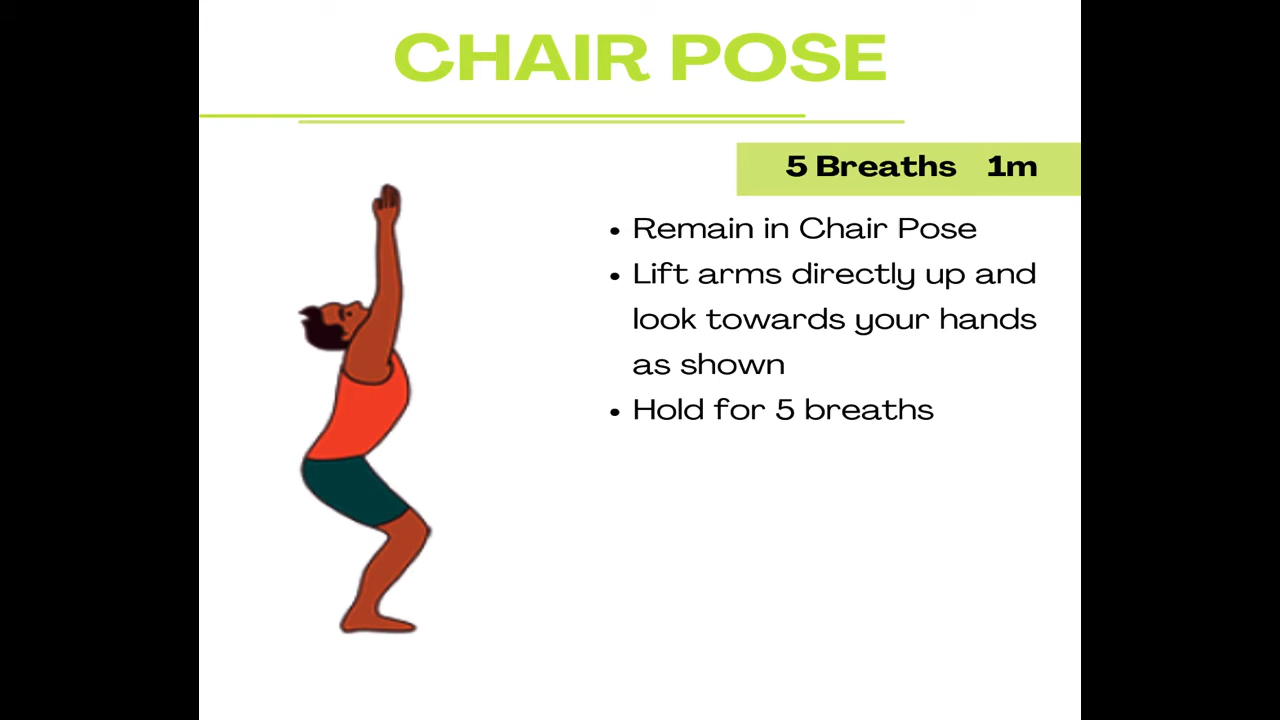 CHAIR POSE
5 Breaths 1m
• Remain in Chair Pose
• Lift arms directly up and
look towards your hands
as shown
• Hold for 5 breaths